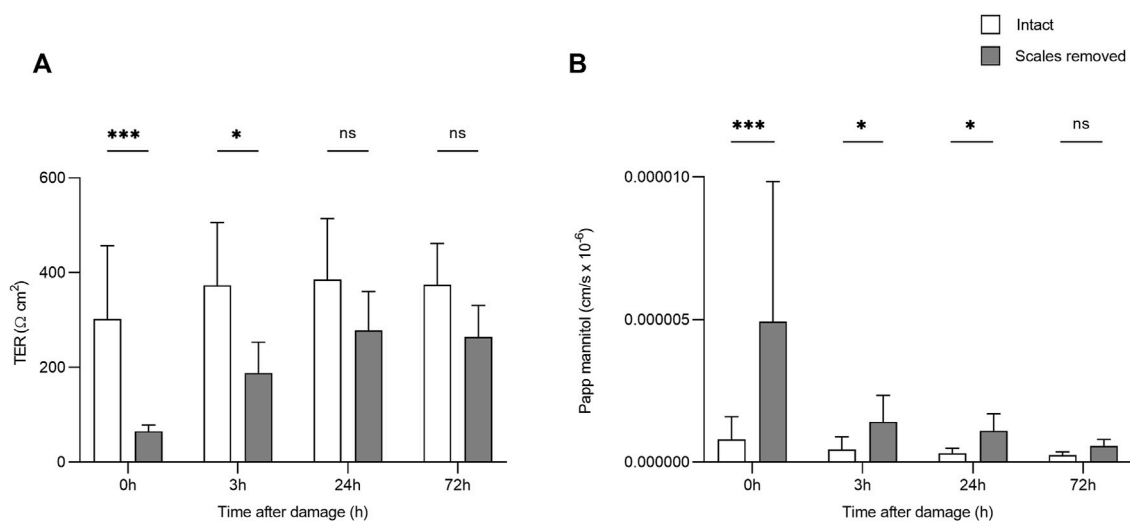 Intact
Scales removed
A
B
*** * ns ns
*** * * ns
TER (Ω cm²)
600
400
200
0
0h 3h 24h 72h
Time after damage (h)
Papp mannitol (cm/s x 10⁻⁶)
0.000010
0.000005
0.000000
0h 3h 24h 72h
Time after damage (h)